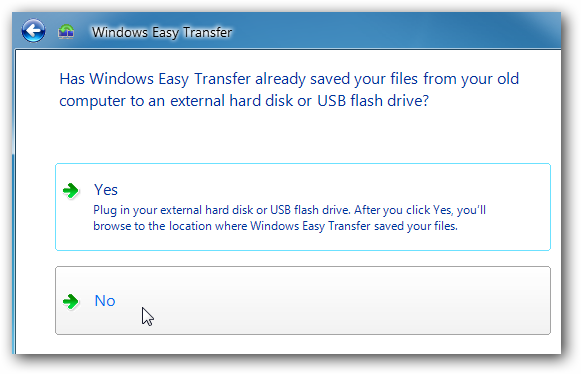 Windows Easy Transfer
Has Windows Easy Transfer already saved your files from your old
computer to an external hard disk or USB flash drive?
Yes
Plug in your external hard disk or USB flash drive. After you click Yes, you'll
browse to the location where Windows Easy Transfer saved your files.
No